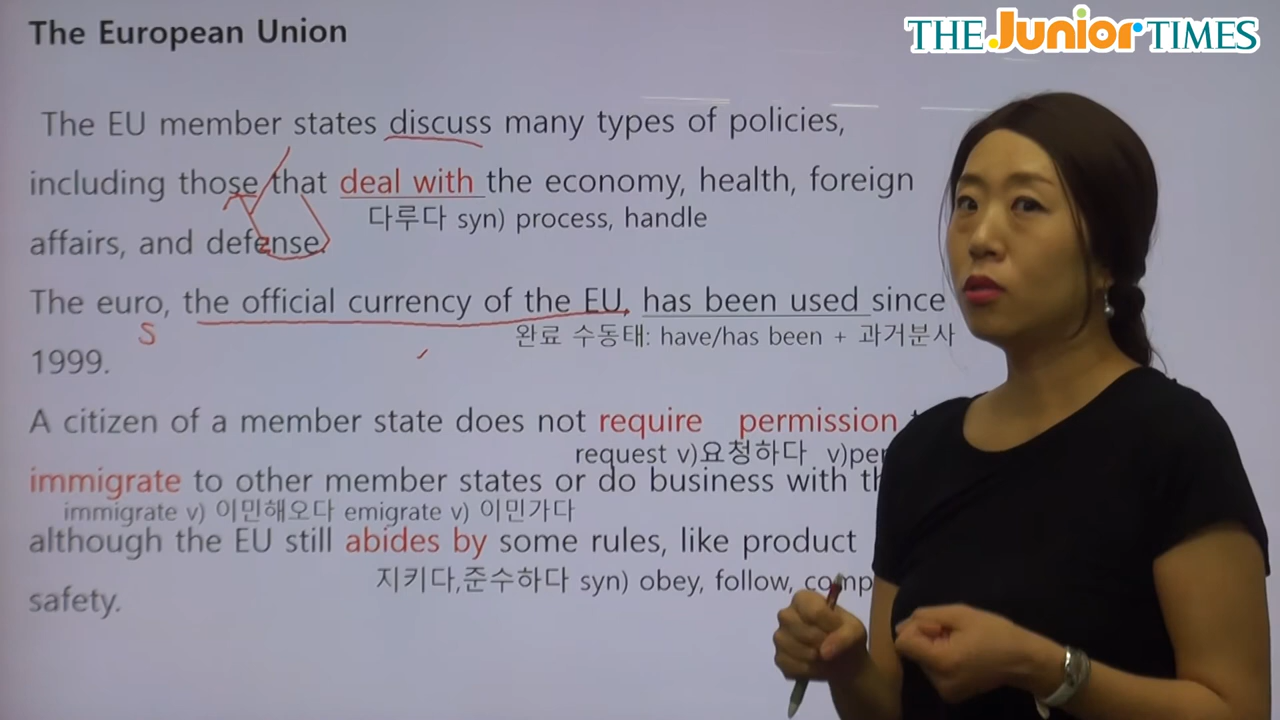 The European Union
THE Junior TIMES
The EU member states discuss many types of policies,
including those that deal with the economy, health, foreign
다루다 syn) process, handle
affairs, and defense.
The euro, the official currency of the EU, has been used since
S
완료 수동태: have/has been + 과거분사
1999.
A citizen of a member state does not require permission
request v)요청하다 v)per
immigrate to other member states or do business with
immigrate v) 이민해오다 emigrate v) 이민가다
although the EU still abides by some rules, like product
지키다,준수하다 syn) obey, follow, comp
safety.